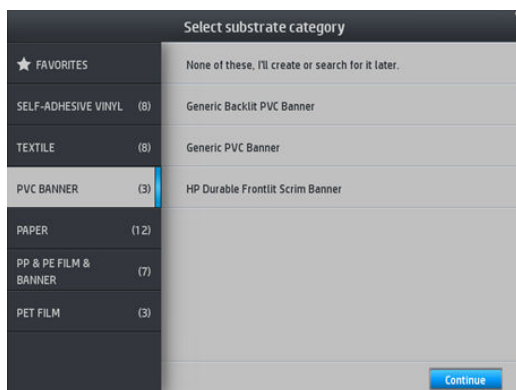 Select substrate category
FAVORITES
SELF-ADHESIVE VINYL (8)
TEXTILE (8)
PVC BANNER (3)
PAPER (12)
PP & PE FILM &
BANNER (7)
PET FILM (3)
None of these, I'll create or search for it later.
Generic Backlit PVC Banner
Generic PVC Banner
HP Durable Frontlit Scrim Banner
Continue